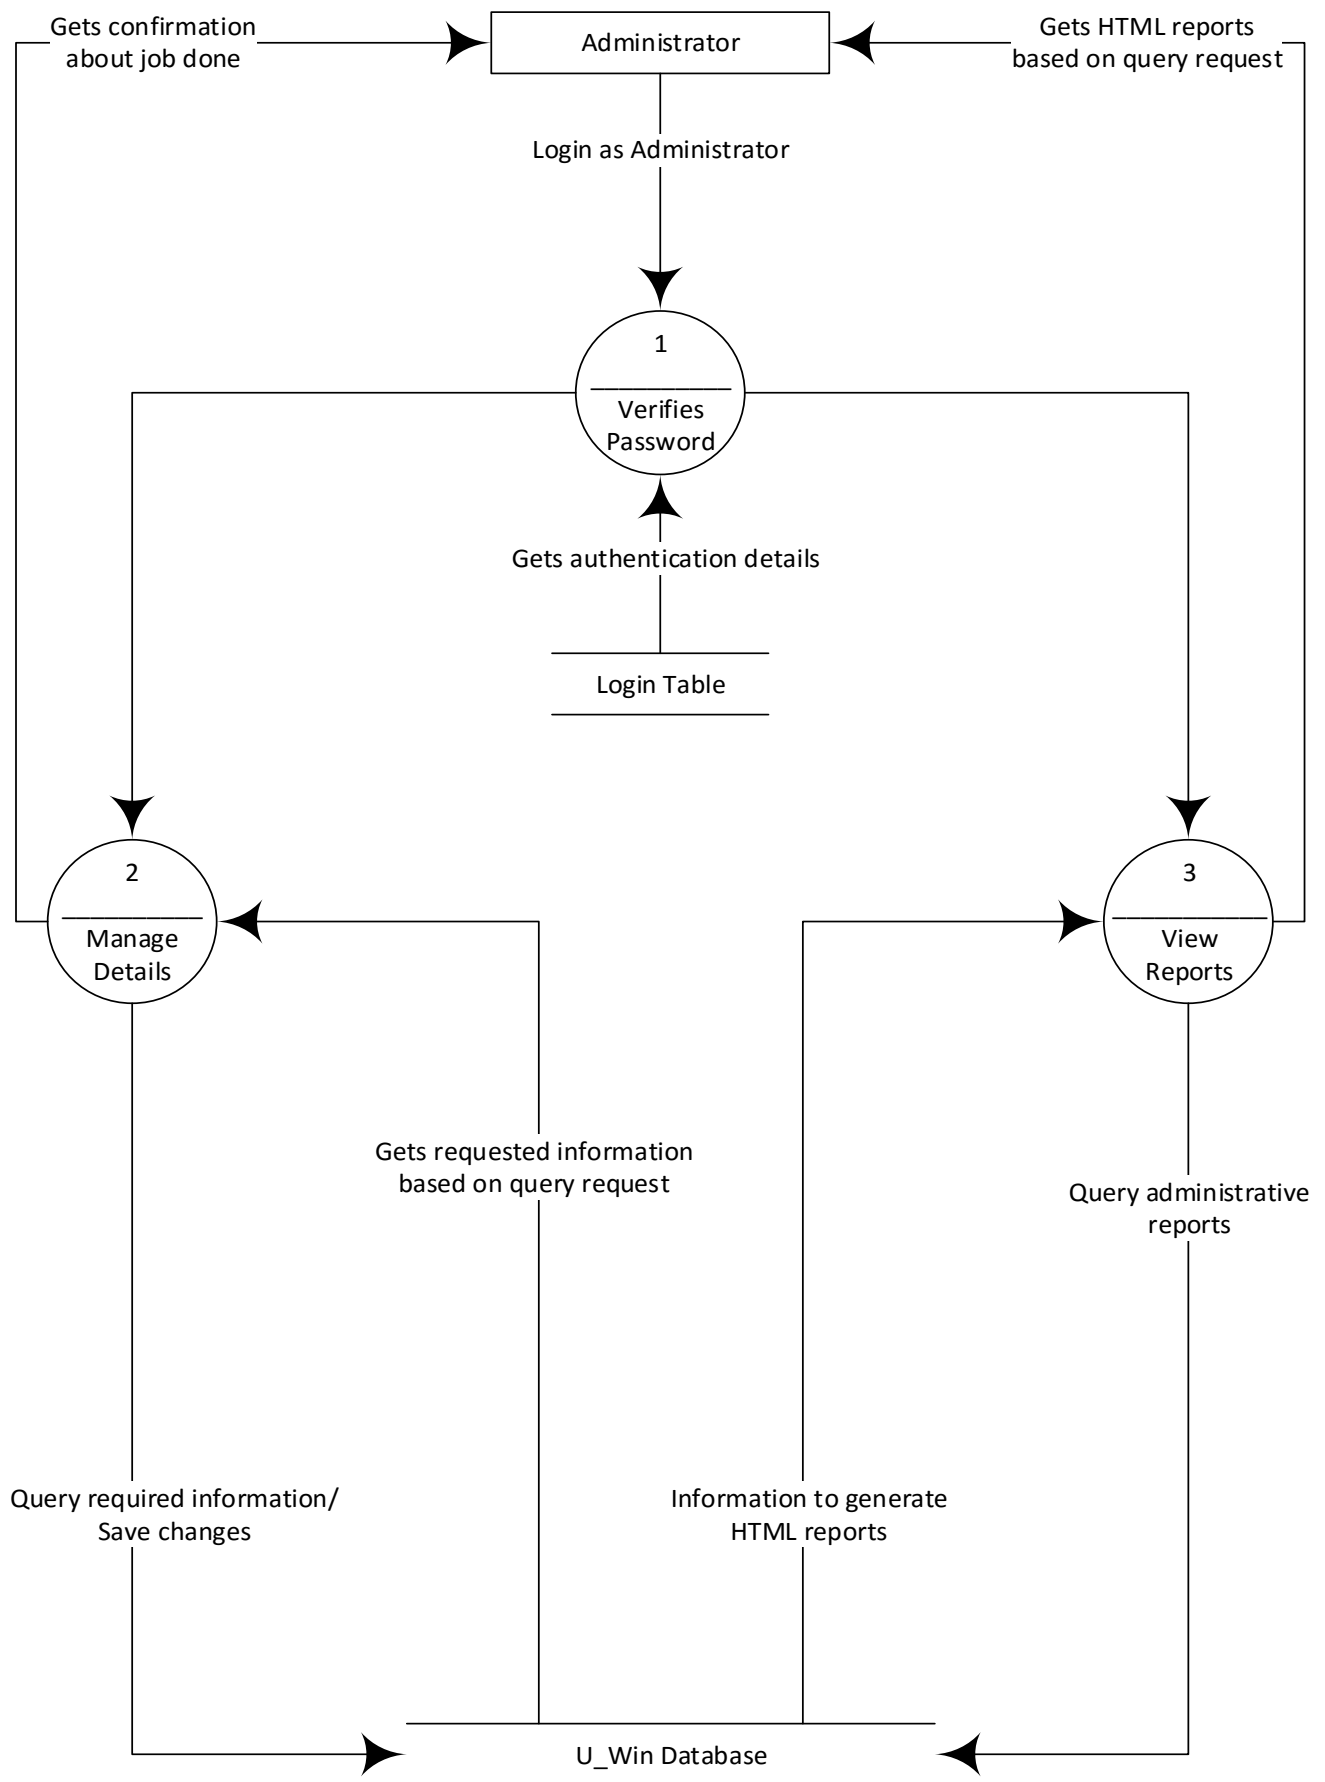 Gets confirmation
about job done
Administrator
Gets HTML reports
based on query request
Login as Administrator
1
Verifies
Password
Gets authentication details
Login Table
2
Manage
Details
3
View
Reports
Gets requested information
based on query request
Query administrative
reports
Query required information/
Save changes
Information to generate
HTML reports
U_Win Database